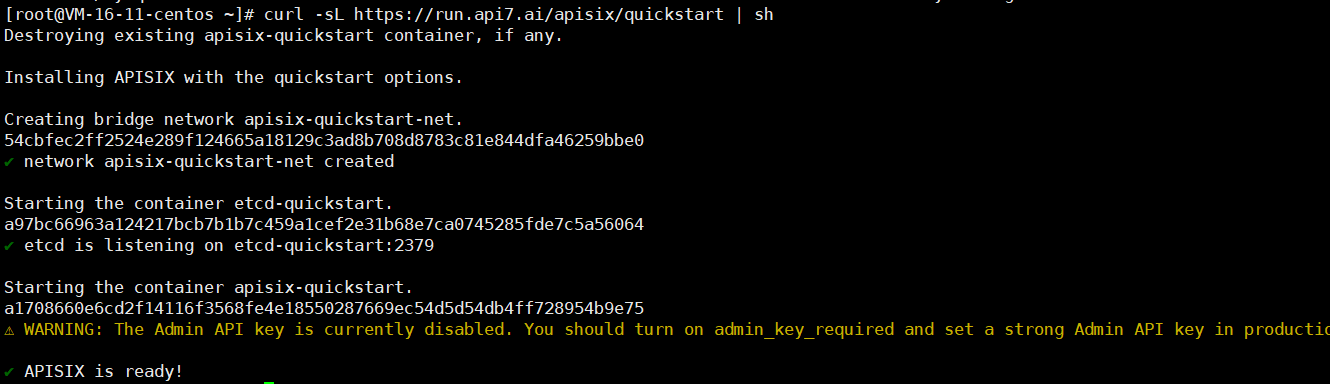 [root@VM-16-11-centos ~]# curl -sL https://run.api7.ai/apisix/quickstart | sh
Destroying existing apisix-quickstart container, if any.
Installing APISIX with the quickstart options.
Creating bridge network apisix-quickstart-net.
54cbfec2ff2524e289f124665a18129c3ad8b708d8783c81e844dfa46259bbe0
✔ network apisix-quickstart-net created
Starting the container etcd-quickstart.
a97bc66963a124217bcb7b1b7c459a1cef2e31b68e7ca0745285fde7c5a56064
✔ etcd is listening on etcd-quickstart:2379
Starting the container apisix-quickstart.
a1708660e6cd2f14116f3568fe4e18550287669ec54d5d54db4ff728954b9e75
⚠ WARNING: The Admin API key is currently disabled. You should turn on admin_key_required and set a strong Admin API key in productio
✔ APISIX is ready!